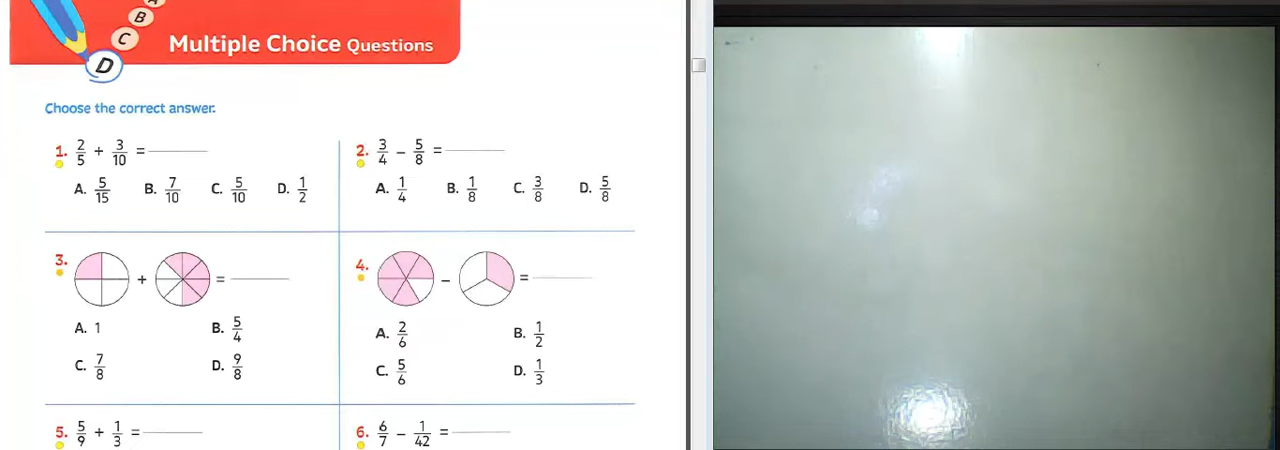 B
C
D
Multiple Choice Questions
Choose the correct answer.
1. 2/5 + 3/10 =
A. 5/15 B. 7/10 C. 5/10 D. 1/2
2. 3/4 - 5/8 =
A. 1/4 B. 1/8 C. 3/8 D. 5/8
3. + =
A. 1 B. 5/4
C. 7/8 D. 9/8
4. - =
A. 2/6 B. 1/2
C. 5/6 D. 1/3
5. 5/9 + 1/3 =
6. 6/7 - 1/42 =